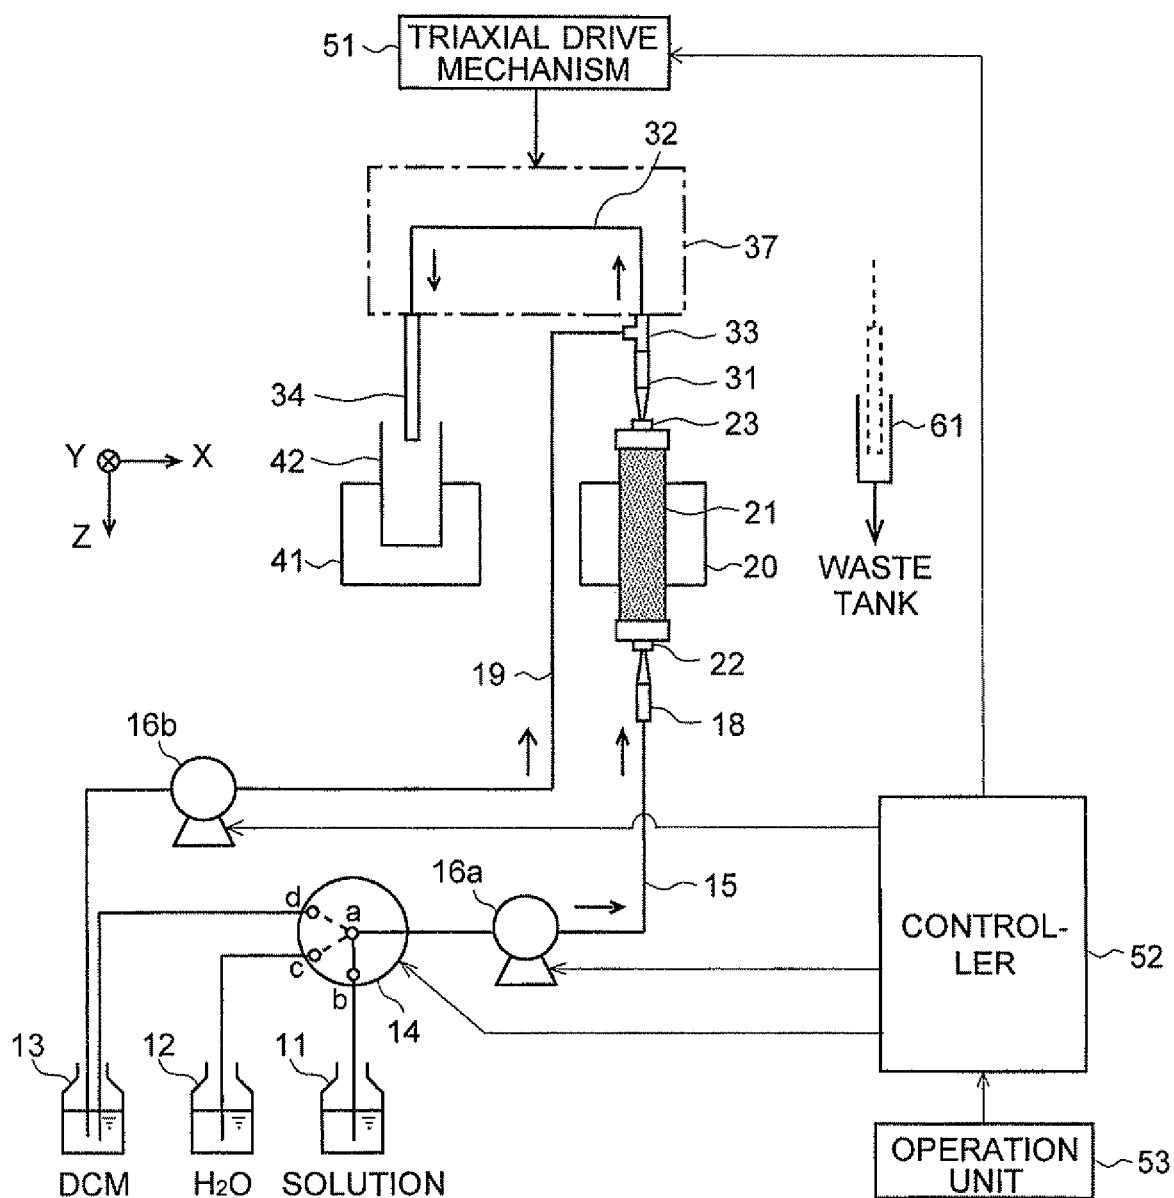 51
TRIAXIAL DRIVE
MECHANISM
32
37
33
34
31
23
61
Y
X
Z
42
21
41
20
WASTE
TANK
22
19
18
16b
16a
15
d
a
c
b
14
CONTROL-
LER
52
13
12
11
DCM
H₂O
SOLUTION
OPERATION
UNIT
53